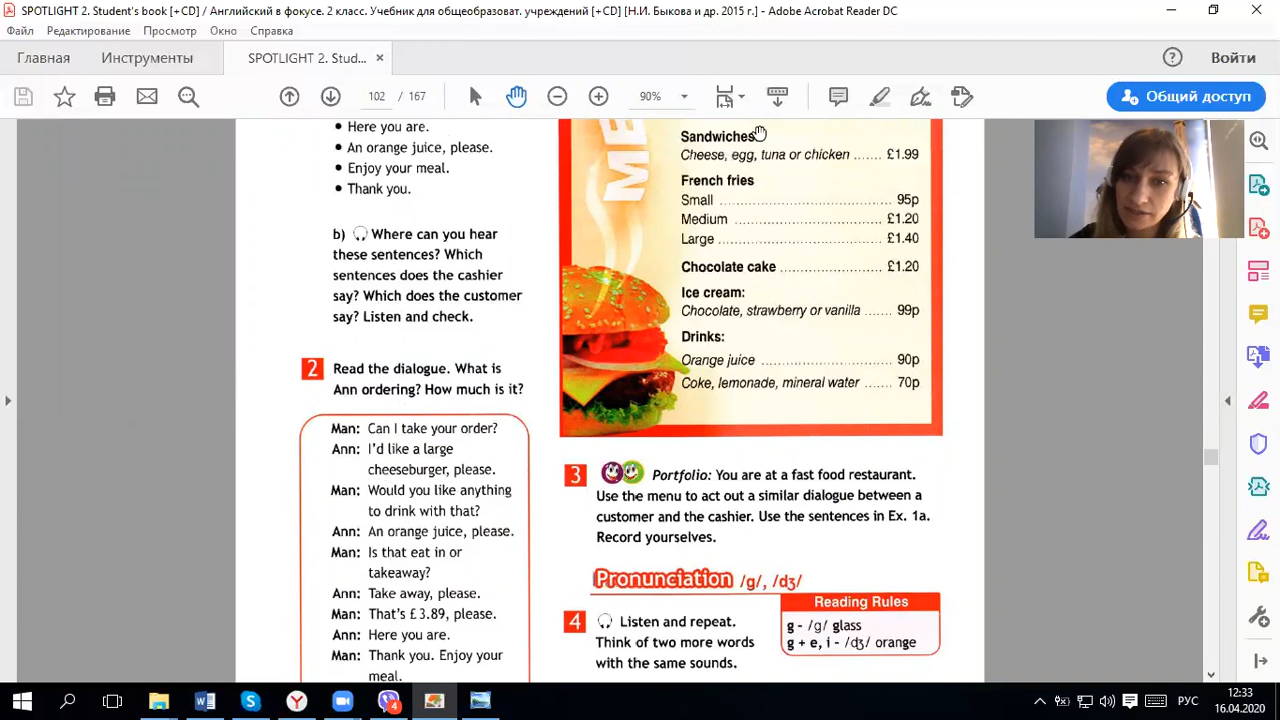 SPOTLIGHT 2. Student's book [+CD] / Английский в фокусе. 2 класс. Учебник для общеобразоват. учреждений [+CD] [Н.И. Быкова и др. 2015 г.] - Adobe Acrobat Reader DC
Файл Редактирование Просмотр Окно Справка
Главная Инструменты SPOTLIGHT 2. Stud... × Войти
102 / 167 90% Общий доступ
• Here you are.
• An orange juice, please.
• Enjoy your meal.
• Thank you.
b) Where can you hear
these sentences? Which
sentences does the cashier
say? Which does the customer
say? Listen and check.
2 Read the dialogue. What is
Ann ordering? How much is it?
Man: Can I take your order?
Ann: I'd like a large
cheeseburger, please.
Man: Would you like anything
to drink with that?
Ann: An orange juice, please.
Man: Is that eat in or
takeaway?
Ann: Take away, please.
Man: That's £3.89, please.
Ann: Here you are.
Man: Thank you. Enjoy your
meal.
ME
Sandwiches
Cheese, egg, tuna or chicken ...... £1.99
French fries
Small ........ 95p
Medium ........ £1.20
Large ........ £1.40
Chocolate cake ........ £1.20
Ice cream:
Chocolate, strawberry or vanilla ...... 99p
Drinks:
Orange juice ........ 90p
Coke, lemonade, mineral water ....... 70p
3 Portfolio: You are at a fast food restaurant.
Use the menu to act out a similar dialogue between a
customer and the cashier. Use the sentences in Ex. 1a.
Record yourselves.
Pronunciation /g/, /dʒ/
4 Listen and repeat.
Think of two more words
with the same sounds.
Reading Rules
g - /g/ glass
g + e, i - /dʒ/ orange
4
РУС
12:33
16.04.2020